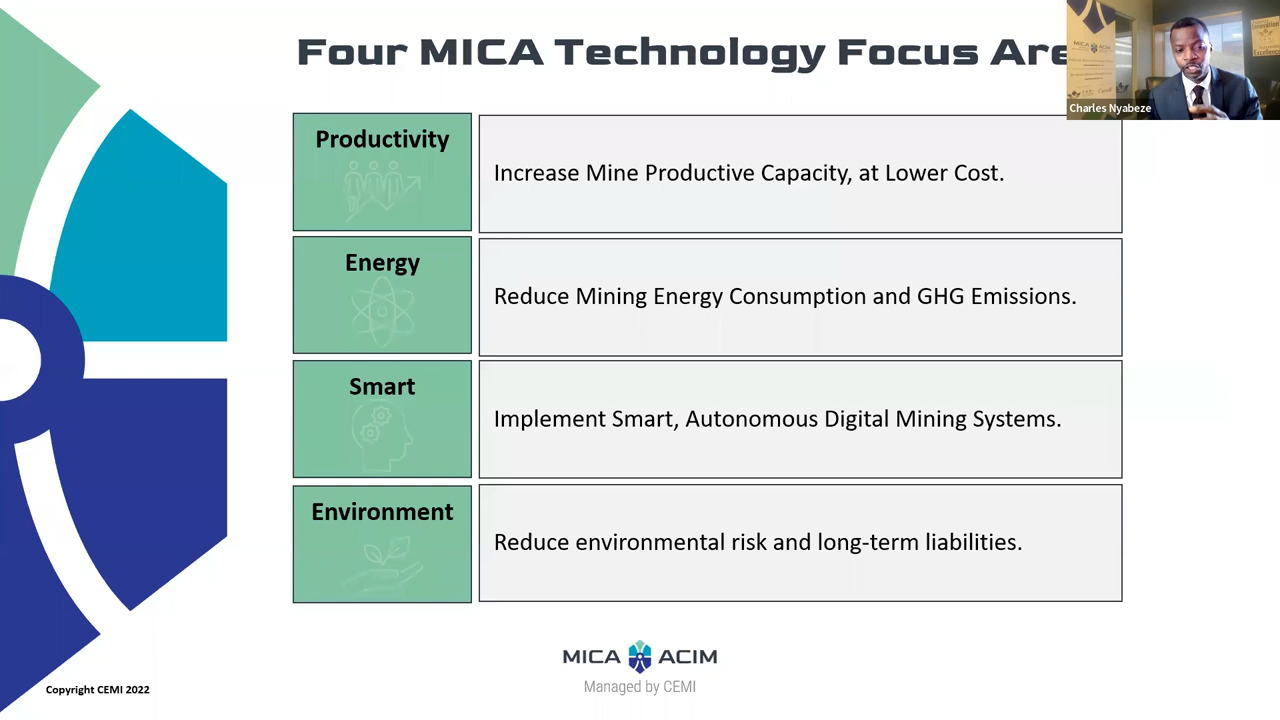 Four MICA Technology Focus Are
MICA ACIM
Charles Nyabeze
Productivity
Increase Mine Productive Capacity, at Lower Cost.
Energy
Reduce Mining Energy Consumption and GHG Emissions.
Smart
Implement Smart, Autonomous Digital Mining Systems.
Environment
Reduce environmental risk and long-term liabilities.
MICA ACIM
Managed by CEMI
Copyright CEMI 2022